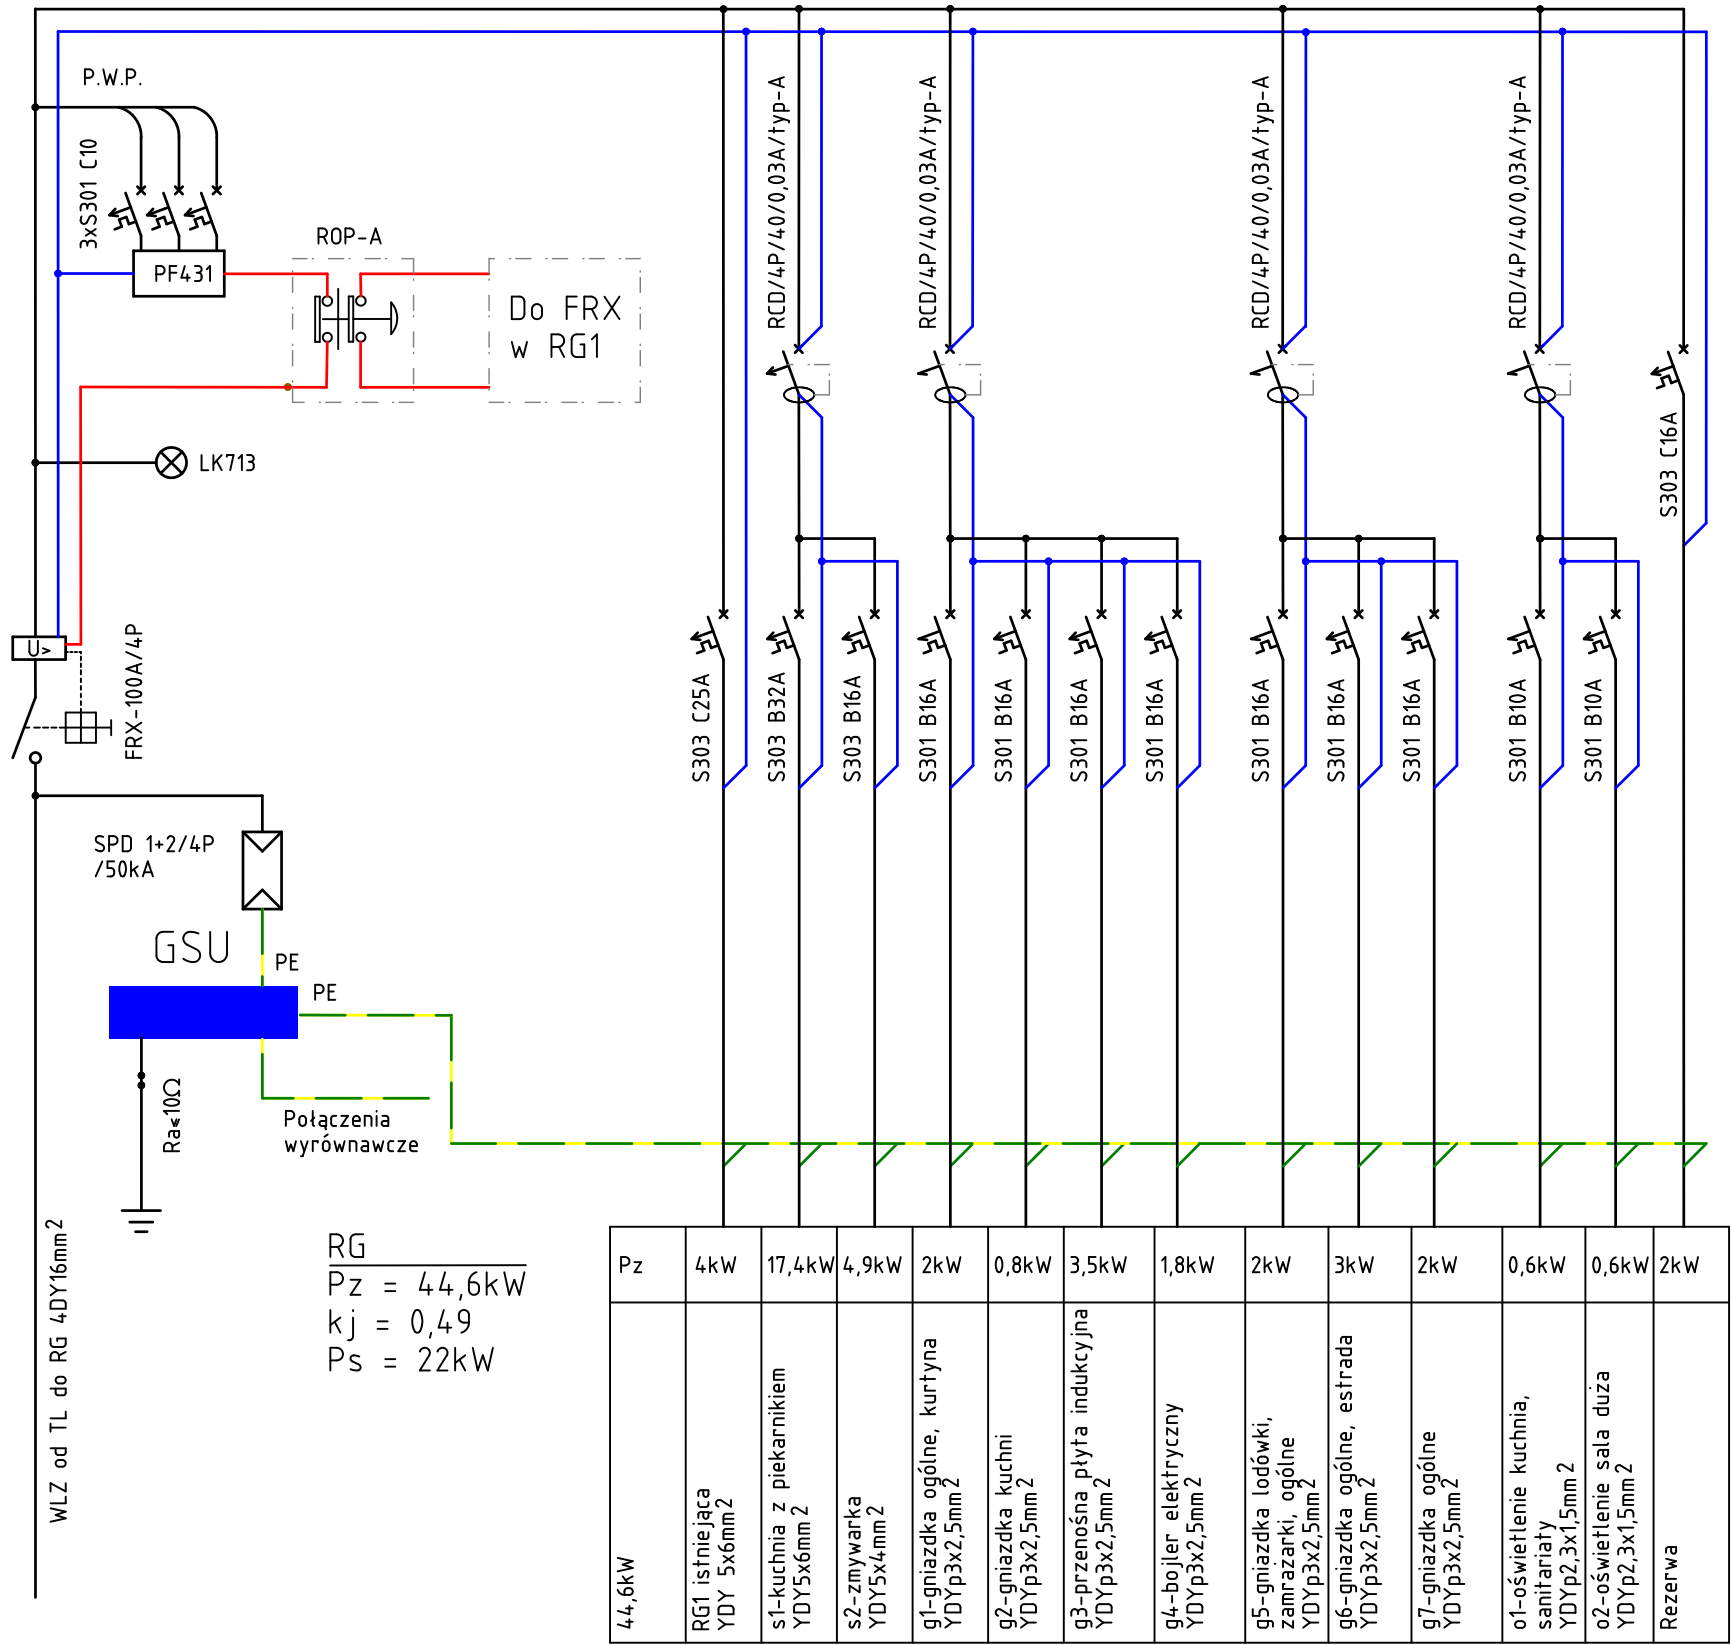 P.W.P.
3xS301 C10
PF431
ROP-A
Do FRX
w RG1
LK713
U>
FRX-100A/4P
SPD 1+2/4P
/50kA
GSU
PE
PE
Ra≤10Ω
Połączenia
wyrównawcze
WLZ od TL do RG 4DY16mm2
RG
Pz = 44,6kW
kj = 0,49
Ps = 22kW
RCD/4P/40/0,03A/typ-A
RCD/4P/40/0,03A/typ-A
RCD/4P/40/0,03A/typ-A
RCD/4P/40/0,03A/typ-A
S303 C16A
S303 C25A
S303 B32A
S303 B16A
S301 B16A
S301 B16A
S301 B16A
S301 B16A
S301 B16A
S301 B16A
S301 B16A
S301 B10A
S301 B10A
Pz
4kW
17,4kW
4,9kW
2kW
0,8kW
3,5kW
1,8kW
2kW
3kW
2kW
0,6kW
0,6kW
2kW
44,6kW
RG1 istniejąca
YDY 5x6mm2
s1-kuchnia z piekarnikiem
YDY5x6mm2
s2-zmywarka
YDY5x4mm2
g1-gniazdka ogólne, kurtyna
YDYp3x2,5mm2
g2-gniazdka kuchni
YDYp3x2,5mm2
g3-przenośna płyta indukcyjna
YDYp3x2,5mm2
g4-bojler elektryczny
YDYp3x2,5mm2
g5-gniazdka lodówki,
zamrazarki, ogólne
YDYp3x2,5mm2
g6-gniazdka ogólne, estrada
YDYp3x2,5mm2
g7-gniazdka ogólne
YDYp3x2,5mm2
o1-oświetlenie kuchnia,
sanitariaty
YDYp2,3x1,5mm2
o2-oświetlenie sala duża
YDYp2,3x1,5mm2
Rezerwa